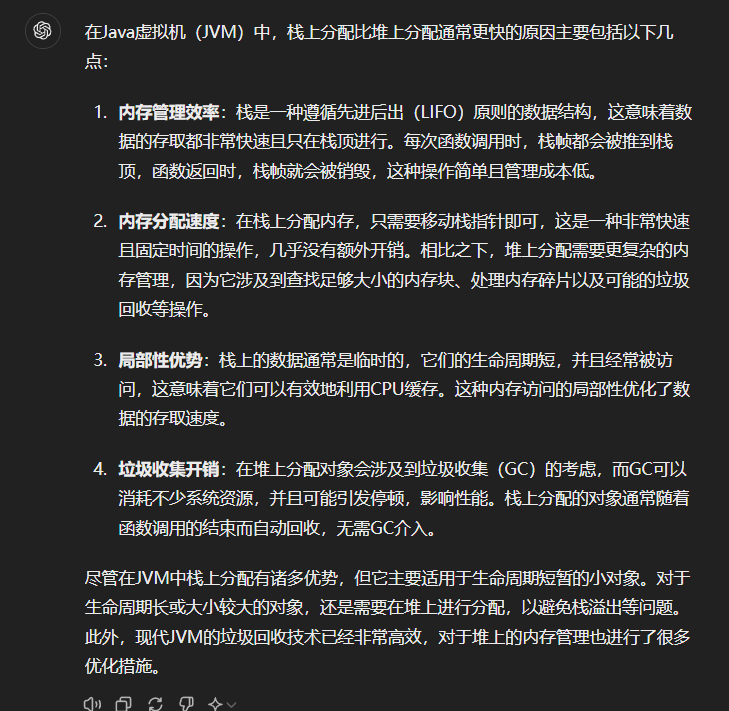 在Java虚拟机（JVM）中，栈上分配比堆上分配通常更快的原因主要包括以下几
点：
1. 内存管理效率：栈是一种遵循先进后出（LIFO）原则的数据结构，这意味着数
据的存取都非常快速且只在栈顶进行。每次函数调用时，栈帧都会被推到栈
顶，函数返回时，栈帧就会被销毁，这种操作简单且管理成本低。
2. 内存分配速度：在栈上分配内存，只需要移动栈指针即可，这是一种非常快速
且固定时间的操作，几乎没有额外开销。相比之下，堆上分配需要更复杂的内
存管理，因为它涉及到查找足够大小的内存块、处理内存碎片以及可能的垃圾
回收等操作。
3. 局部性优势：栈上的数据通常是临时的，它们的生命周期短，并且经常被访
问，这意味着它们可以有效地利用CPU缓存。这种内存访问的局部性优化了数
据的存取速度。
4. 垃圾收集开销：在堆上分配对象会涉及到垃圾收集（GC）的考虑，而GC可以
消耗不少系统资源，并且可能引发停顿，影响性能。栈上分配的对象通常随着
函数调用的结束而自动回收，无需GC介入。
尽管在JVM中栈上分配有诸多优势，但它主要适用于生命周期短暂的小对象。对于
生命周期长或大小较大的对象，还是需要在堆上进行分配，以避免栈溢出等问题。
此外，现代JVM的垃圾回收技术已经非常高效，对于堆上的内存管理也进行了很多
优化措施。